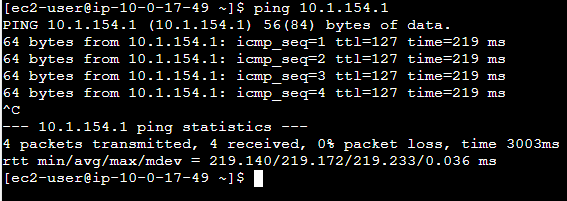 [ec2-user@ip-10-0-17-49 ~]$ ping 10.1.154.1
PING 10.1.154.1 (10.1.154.1) 56(84) bytes of data.
64 bytes from 10.1.154.1: icmp_seq=1 ttl=127 time=219 ms
64 bytes from 10.1.154.1: icmp_seq=2 ttl=127 time=219 ms
64 bytes from 10.1.154.1: icmp_seq=3 ttl=127 time=219 ms
64 bytes from 10.1.154.1: icmp_seq=4 ttl=127 time=219 ms
^C
--- 10.1.154.1 ping statistics ---
4 packets transmitted, 4 received, 0% packet loss, time 3003ms
rtt min/avg/max/mdev = 219.140/219.172/219.233/0.036 ms
[ec2-user@ip-10-0-17-49 ~]$